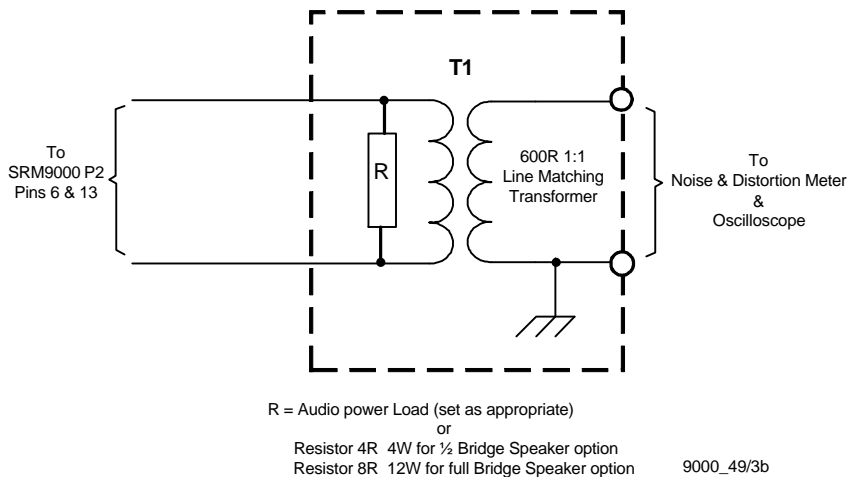 T1
To
SRM9000 P2
Pins 6 & 13
R
600R 1:1
Line Matching
Transformer
To
Noise & Distortion Meter
&
Oscilloscope
R = Audio power Load (set as appropriate)
or
Resistor 4R 4W for ½ Bridge Speaker option
Resistor 8R 12W for full Bridge Speaker option
9000_49/3b